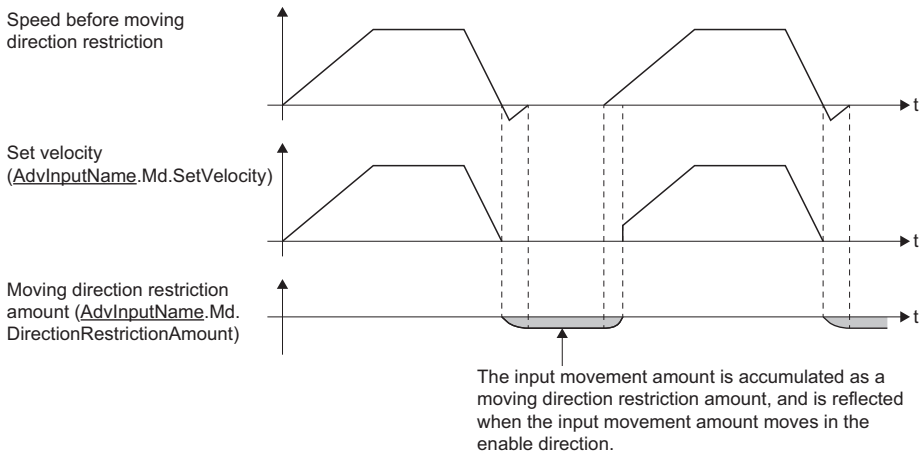 Speed before moving
direction restriction
t
Set velocity
(AdvInputName.Md.SetVelocity)
t
Moving direction restriction
amount (AdvInputName.Md.
DirectionRestrictionAmount)
t
The input movement amount is accumulated as a
moving direction restriction amount, and is reflected
when the input movement amount moves in the
enable direction.